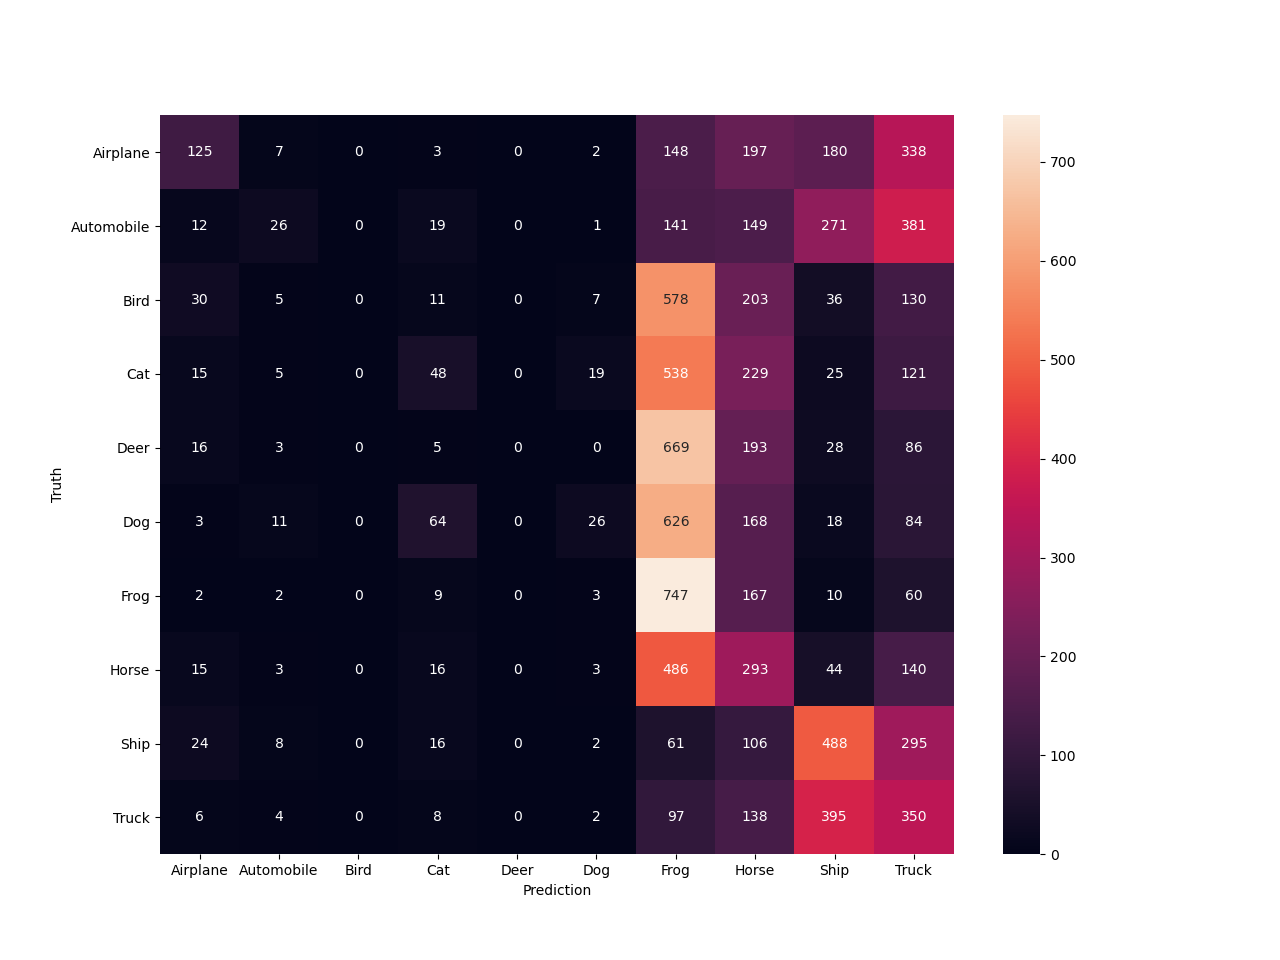 Airplane 125 7 0 3 0 2 148 197 180 338
Automobile 12 26 0 19 0 1 141 149 271 381
Bird 30 5 0 11 0 7 578 203 36 130
Cat 15 5 0 48 0 19 538 229 25 121
Deer 16 3 0 5 0 0 669 193 28 86
Dog 3 11 0 64 0 26 626 168 18 84
Frog 2 2 0 9 0 3 747 167 10 60
Horse 15 3 0 16 0 3 486 293 44 140
Ship 24 8 0 16 0 2 61 106 488 295
Truck 6 4 0 8 0 2 97 138 395 350
Truth
Airplane Automobile Bird Cat Deer Dog Frog Horse Ship Truck
Prediction
700
600
500
400
300
200
100
0